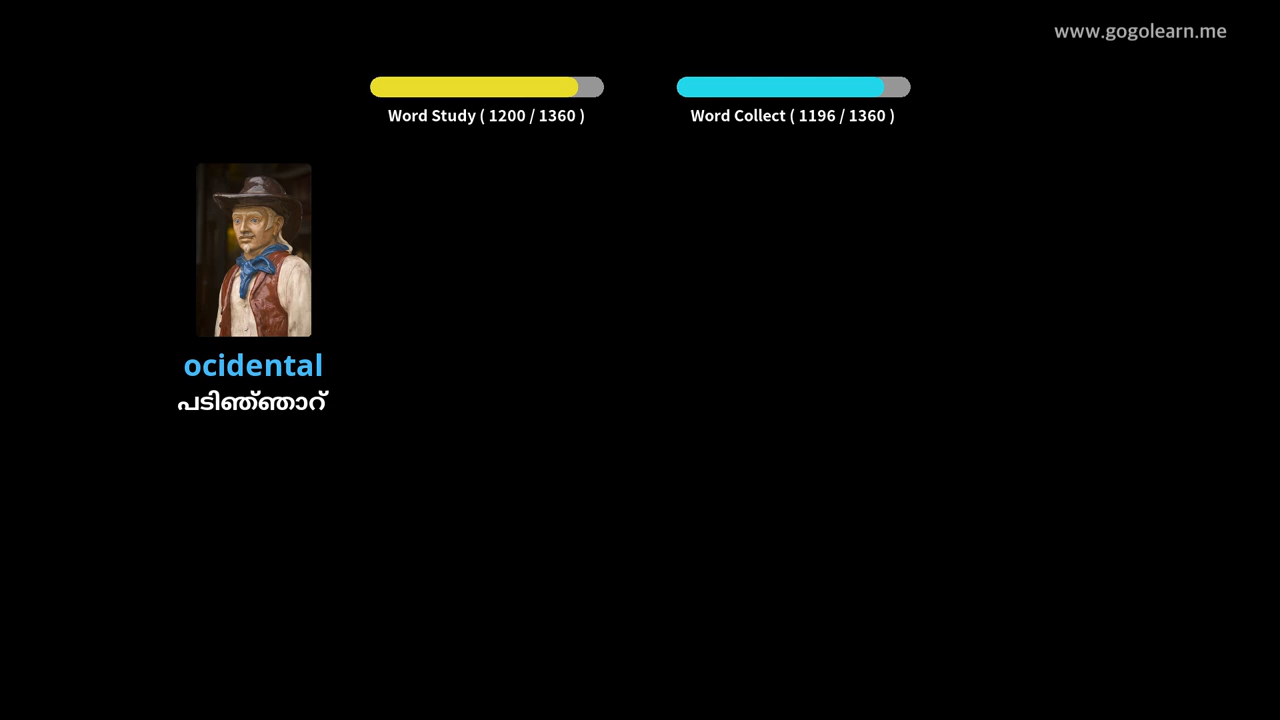 www.gogolearn.me
Word Study ( 1200 / 1360 )
Word Collect ( 1196 / 1360 )
ocidental
പടിഞ്ഞാറ്